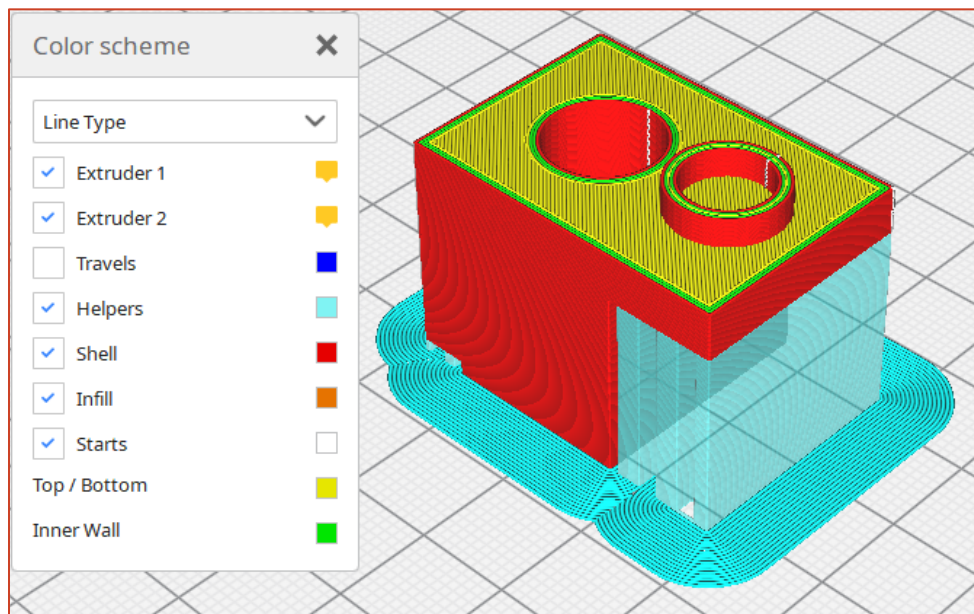 Color scheme
Line Type
Extruder 1
Extruder 2
Travels
Helpers
Shell
Infill
Starts
Top / Bottom
Inner Wall